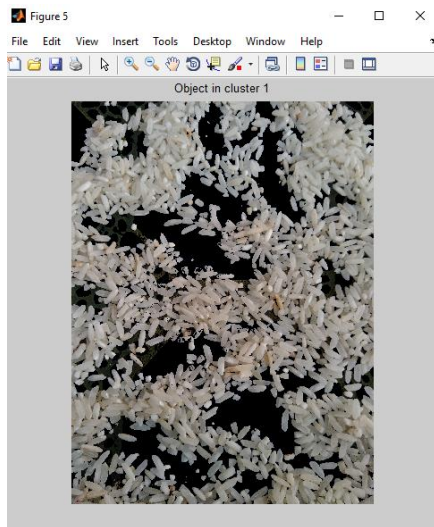 Figure 5
File Edit View Insert Tools Desktop Window Help
Object in cluster 1